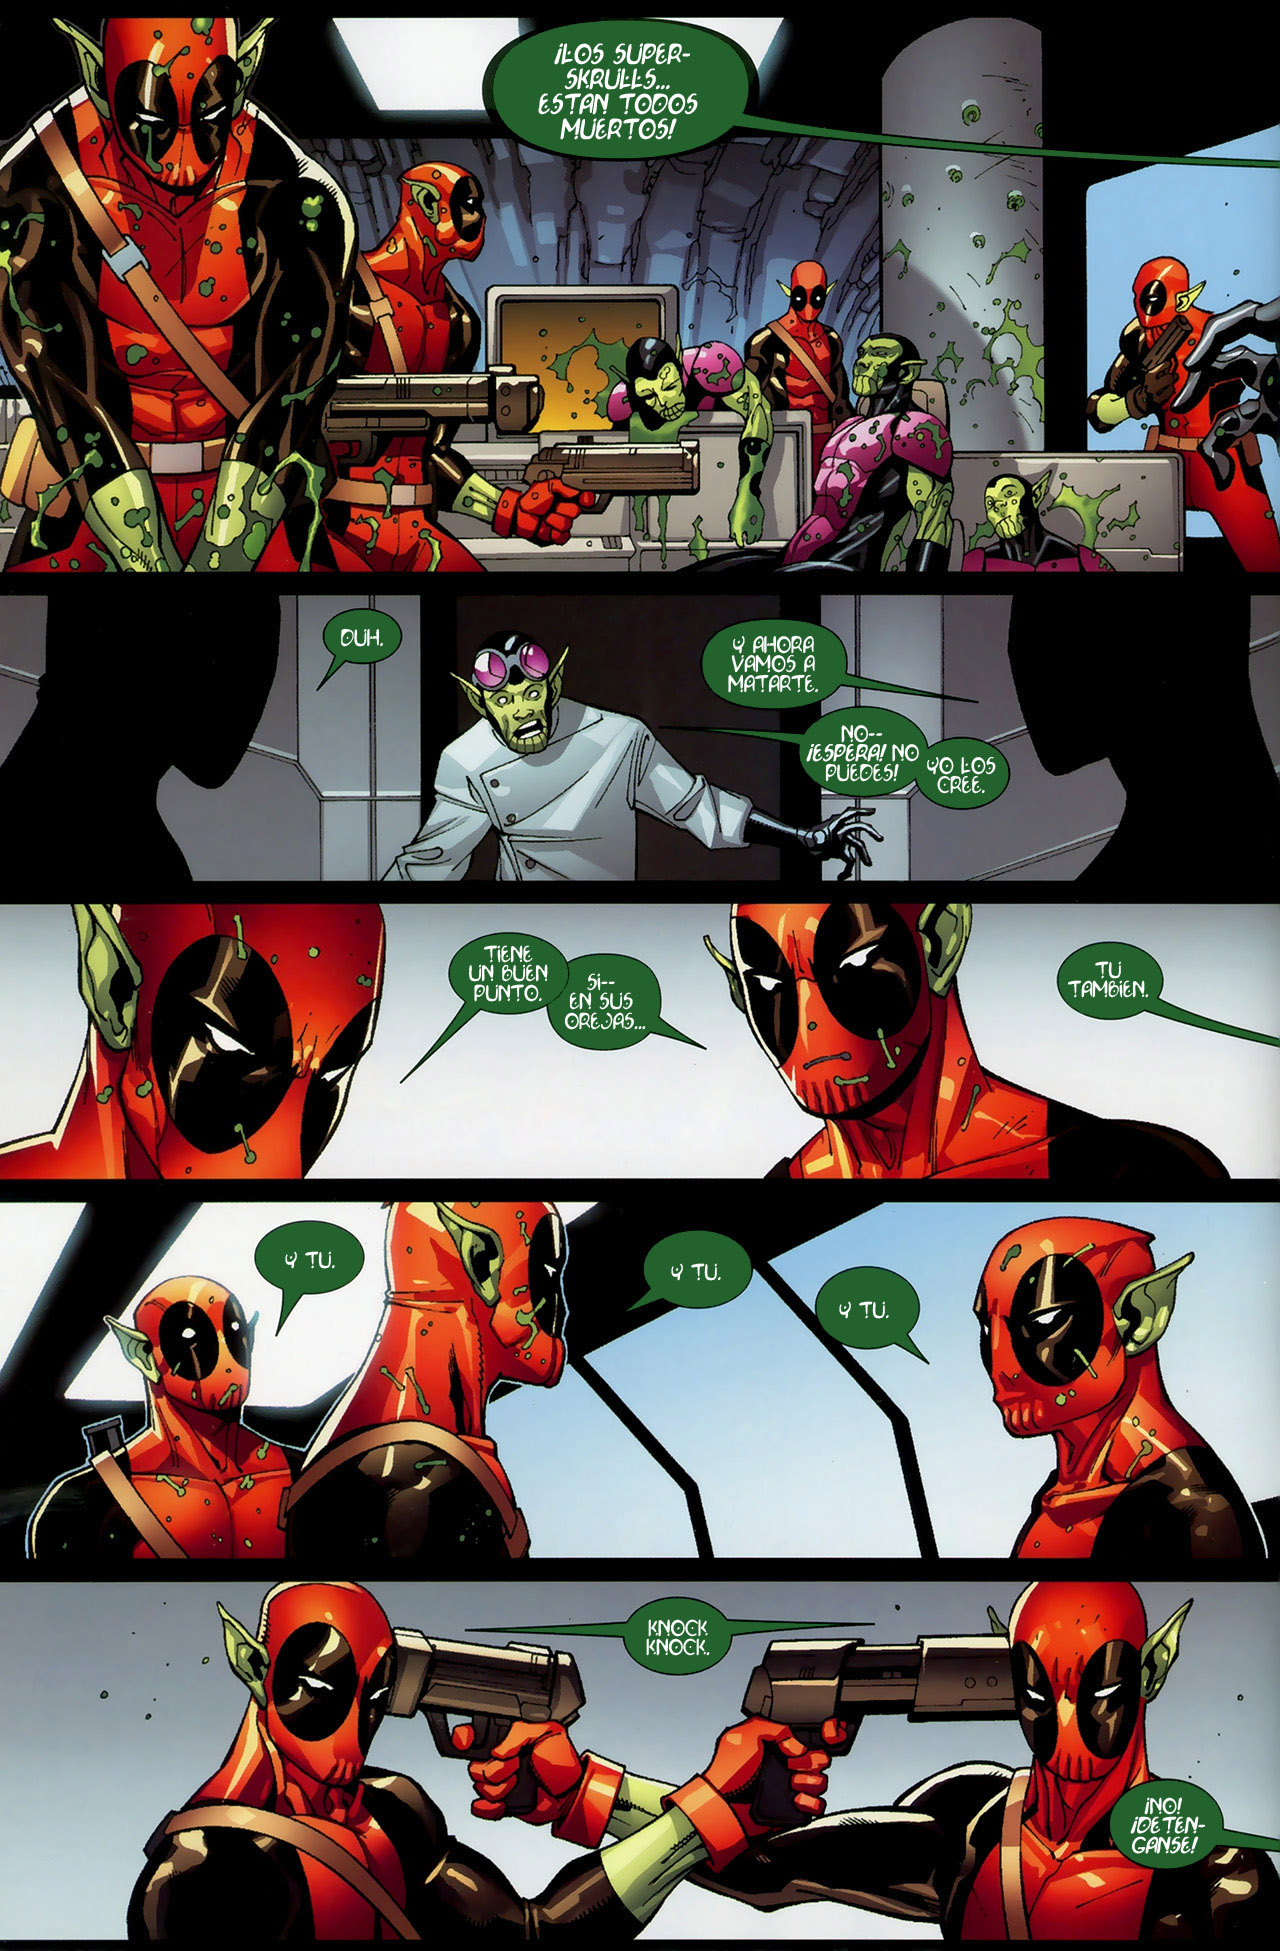 ¡LOS SUPER-
SKRULLS...
ESTAN TODOS
MUERTOS!
DUH.
Y AHORA
VAMOS A
MATARTE.
NO--
¡ESPERA! NO
PUEDES!
YO LOS
CREE.
TIENE
UN BUEN
PUNTO.
SI--
EN SUS
OREJAS...
TU
TAMBIEN.
Y TU.
Y TU.
Y TU.
KNOCK
KNOCK.
¡NO!
¡DETEN-
GANSE!